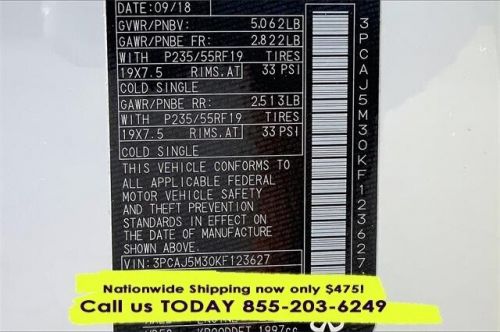 DATE: 09/18
GVWR/PNBV: 5,062LB
GAWR/PNBE FR: 2,822LB
WITH P235/55RF19 TIRES
19X7.5 RIMS,AT 33 PSI
COLD SINGLE
GAWR/PNBE RR: 2,513LB
WITH P235/55RF19 TIRES
19X7.5 RIMS,AT 33 PSI
COLD SINGLE
THIS VEHICLE CONFORMS TO
ALL APPLICABLE FEDERAL
MOTOR VEHICLE SAFETY
AND THEFT PREVENTION
STANDARDS IN EFFECT ON
THE DATE OF MANUFACTURE
SHOWN ABOVE.
VIN: 3PCAJ5M30KF123627
3PCAJ5M30KF123627
Nationwide Shipping now only $475!
Call us TODAY 855-203-6249
1997cc